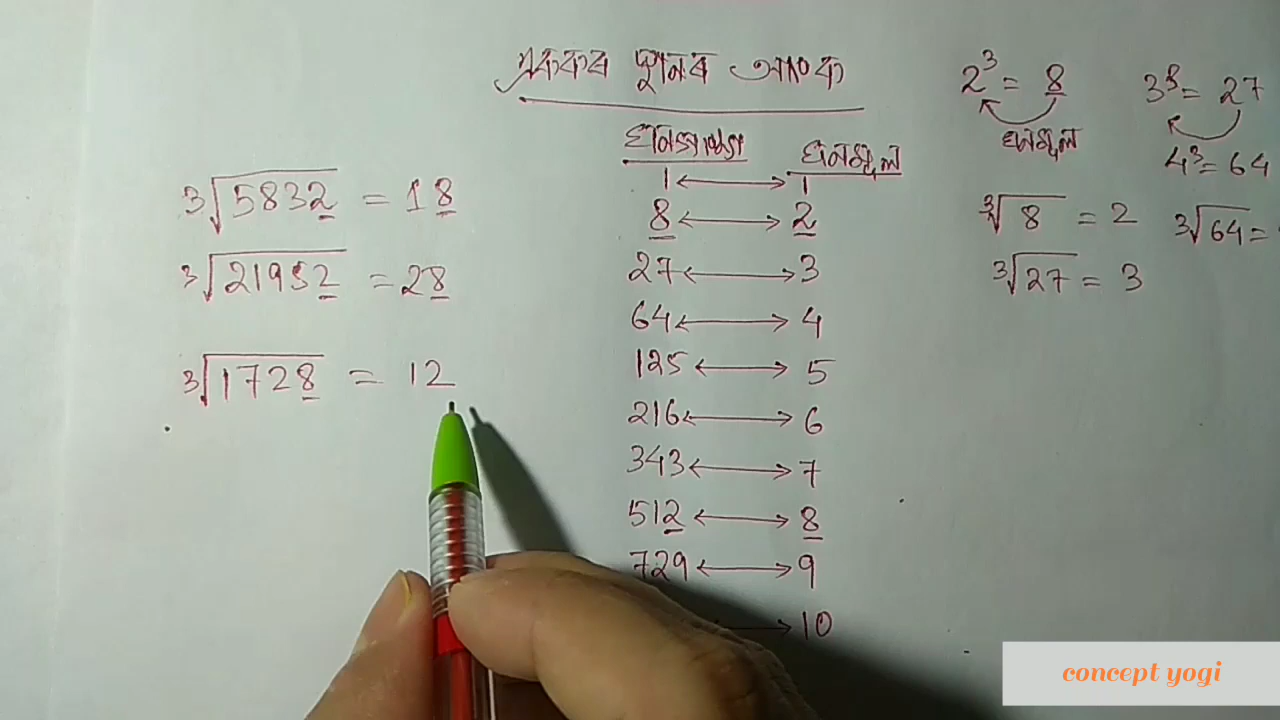 একক ঘনৰ অংক
2³ = 8
ঘনমূল
3³ = 27
4³ = 64
∛8 = 2
∛64 =
∛27 = 3
∛5832 = 18
∛21952 = 28
∛1728 = 12
ঘনসংখ্যা ঘনমূল
1 ⟷ 1
8 ⟷ 2
27 ⟷ 3
64 ⟷ 4
125 ⟷ 5
216 ⟷ 6
343 ⟷ 7
512 ⟷ 8
729 ⟷ 9
10
concept yogi